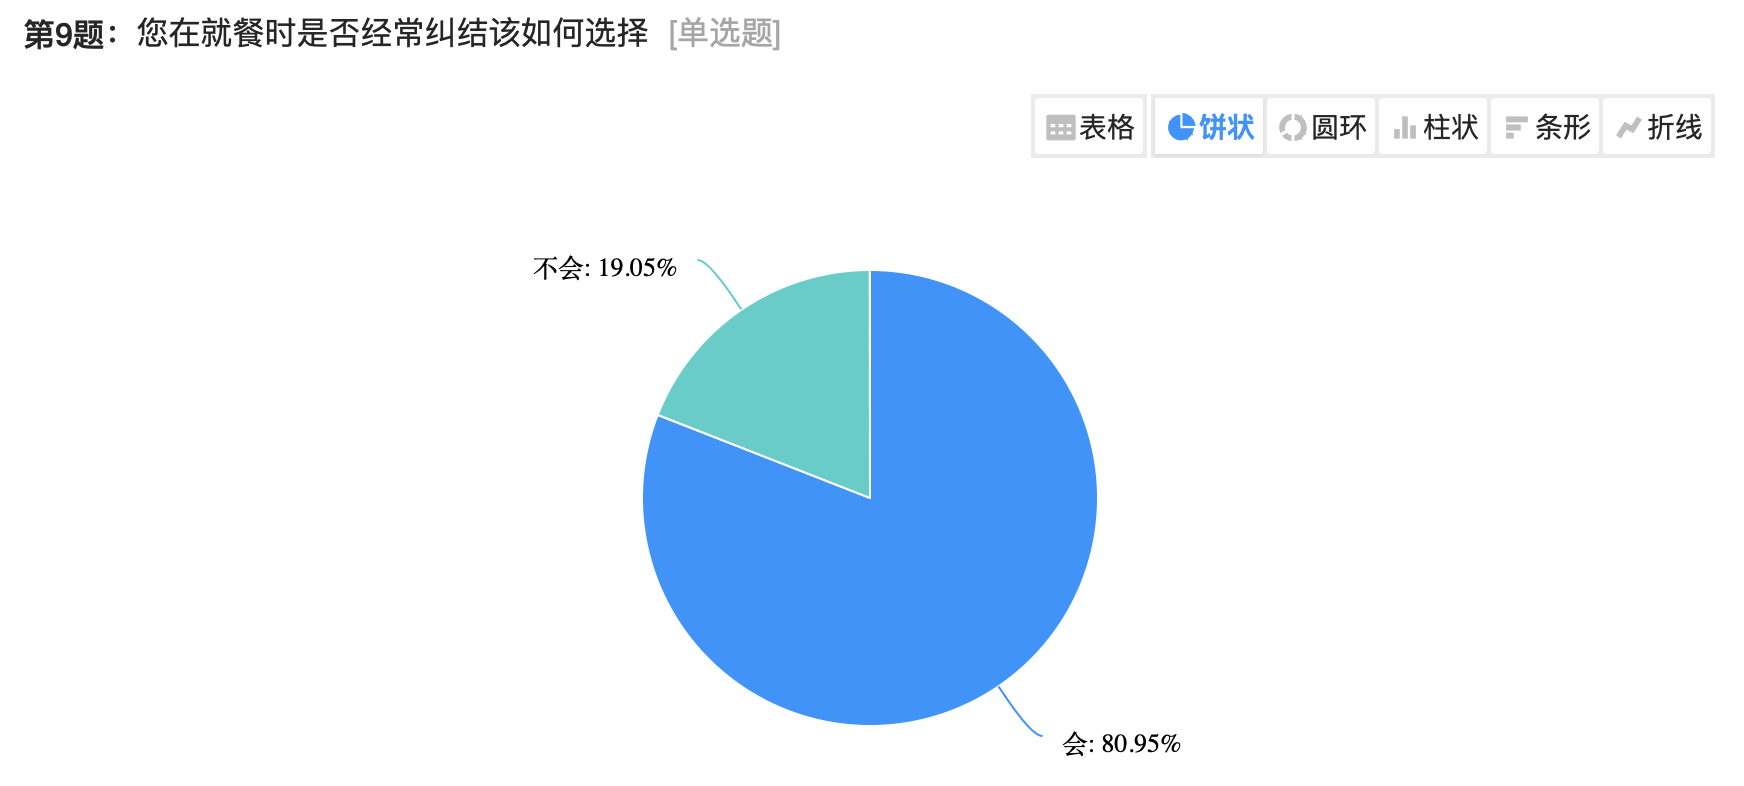 第9题：您在就餐时是否经常纠结该如何选择 [单选题]
表格 饼状 圆环 柱状 条形 折线
不会: 19.05%
会: 80.95%